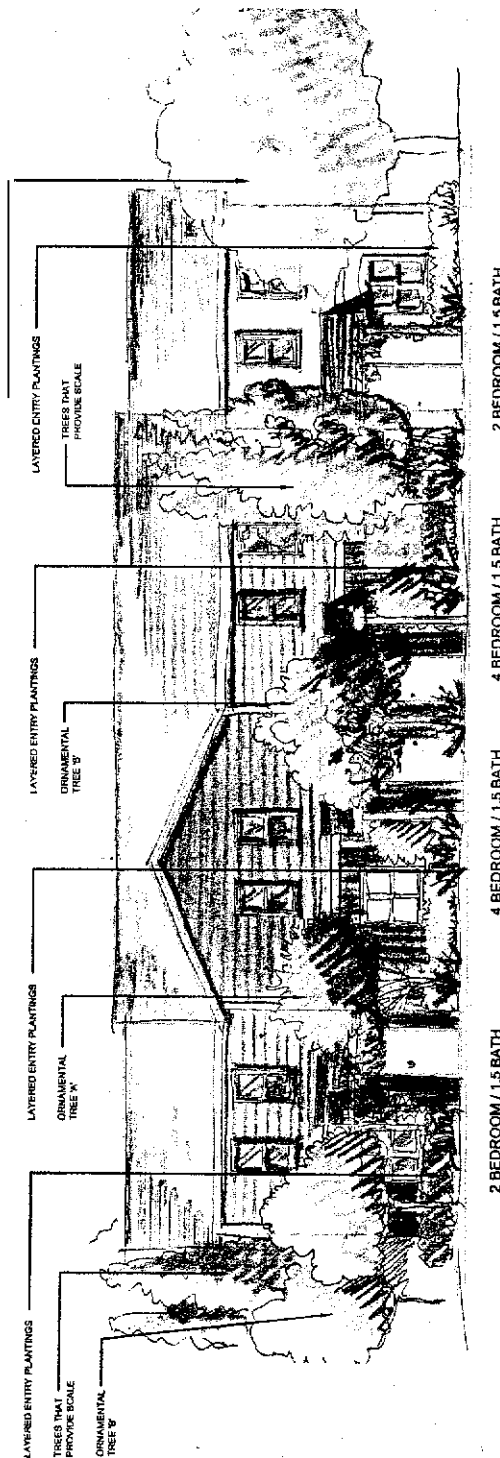 LAYERED ENTRY PLANTINGS
TREES THAT
PROVIDE SCALE
ORNAMENTAL
TREE 'B'
LAYERED ENTRY PLANTINGS
ORNAMENTAL
TREE 'A'
LAYERED ENTRY PLANTINGS
ORNAMENTAL
TREE 'B'
LAYERED ENTRY PLANTINGS
TREES THAT
PROVIDE SCALE
2 BEDROOM / 1.5 BATH
4 BEDROOM / 1.5 BATH
4 BEDROOM / 1.5 BATH
2 BEDROOM / 1.5 BATH